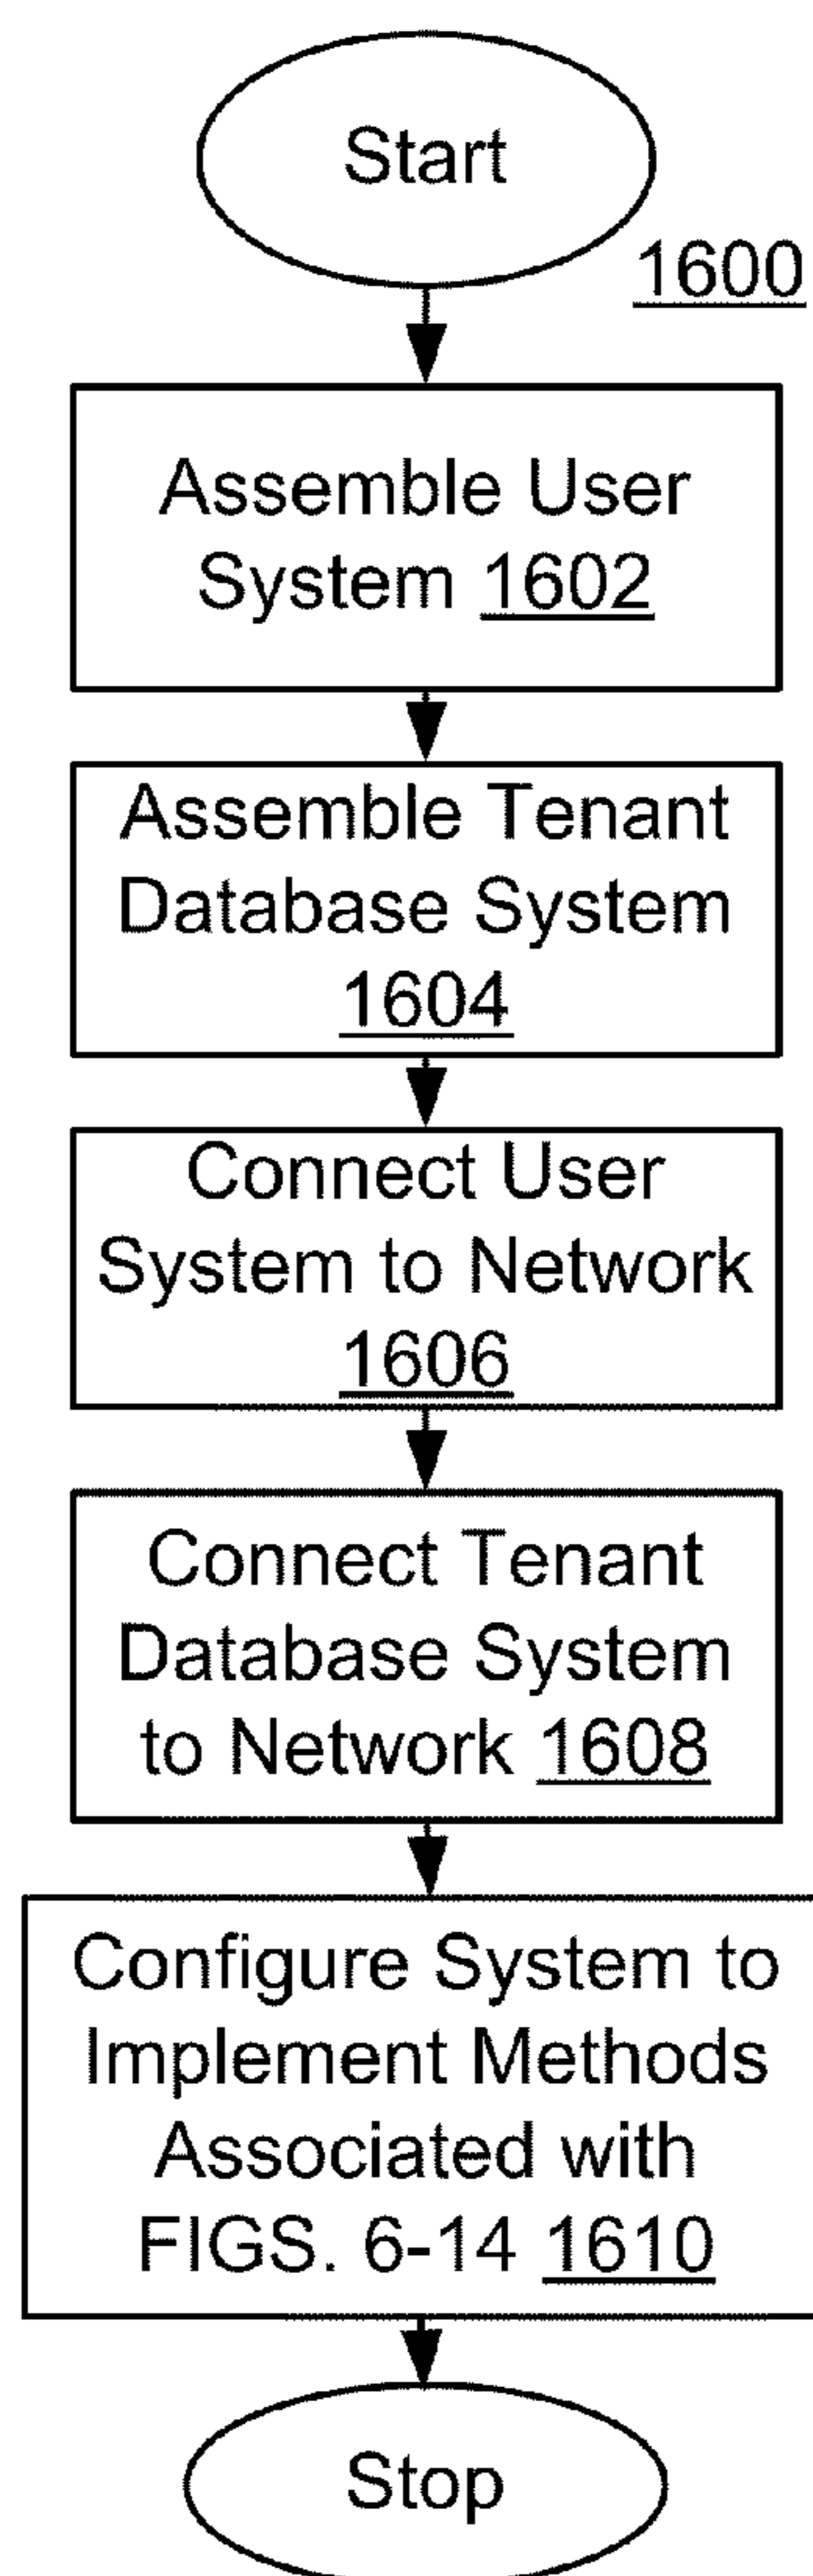 Start
1600
Assemble User
System 1602
Assemble Tenant
Database System
1604
Connect User
System to Network
1606
Connect Tenant
Database System
to Network 1608
Configure System to
Implement Methods
Associated with
FIGS. 6-14 1610
Stop